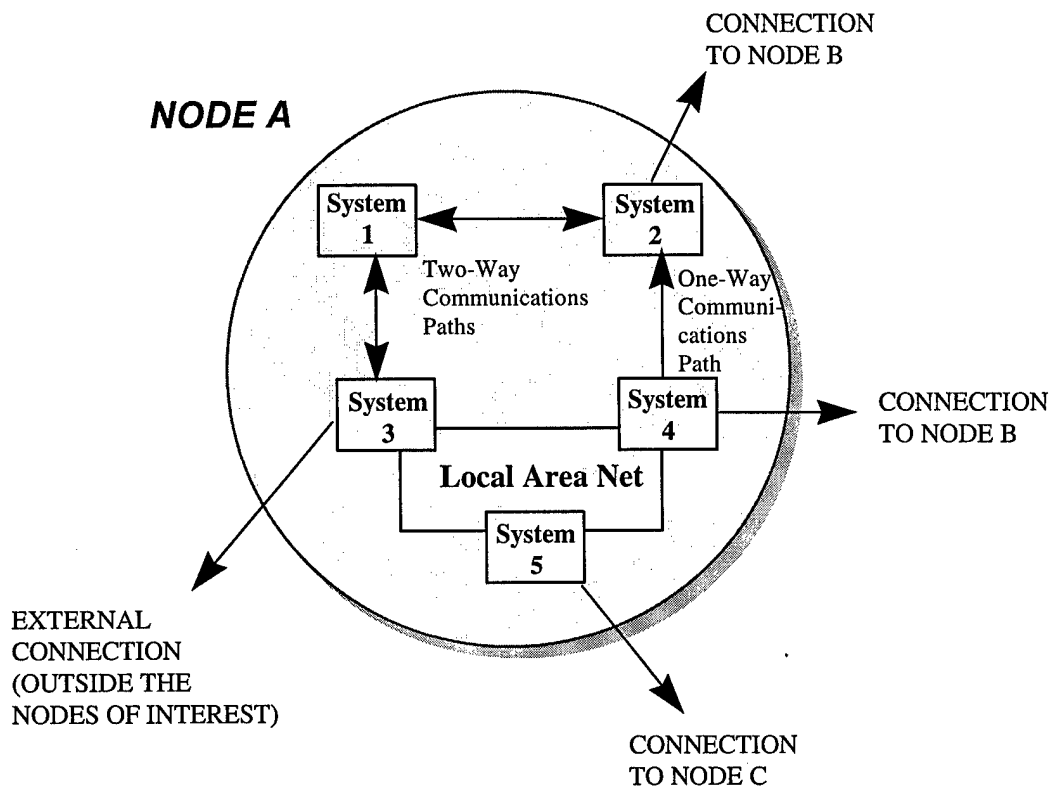 CONNECTION
TO NODE B
NODE A
System
1
System
2
Two-Way
Communications
Paths
One-Way
Communi-
cations
Path
System
3
System
4
CONNECTION
TO NODE B
Local Area Net
System
5
EXTERNAL
CONNECTION
(OUTSIDE THE
NODES OF INTEREST)
CONNECTION
TO NODE C